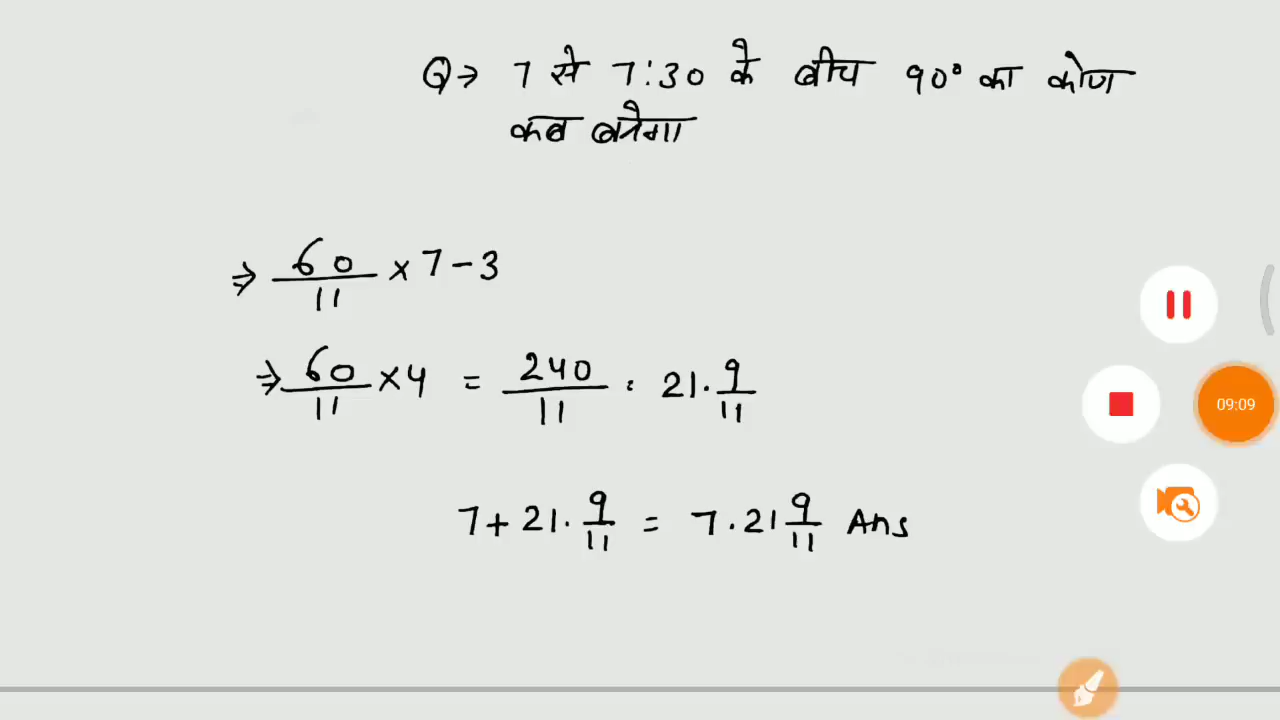 Q→ 7 से 7:30 के बीच 90° का कोण
कब बनेगा
⇒ 60/11 × 7 - 3
⇒ 60/11 × 4 = 240/11 : 21. 9/11
09:09
7 + 21. 9/11 = 7. 21 9/11 Ans